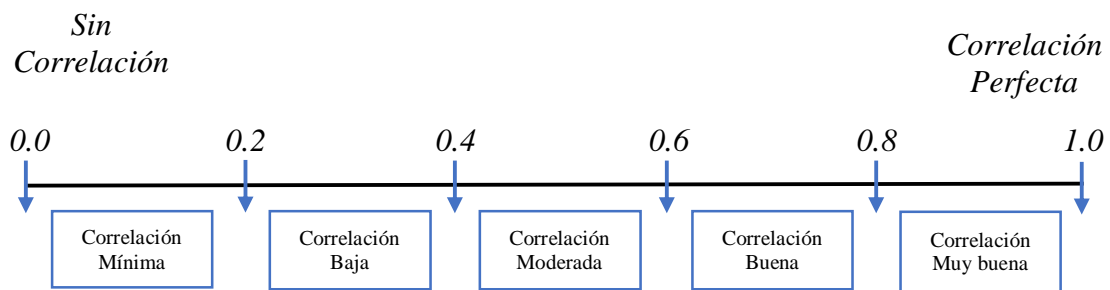 Sin
Correlación
Correlación
Perfecta
0.0
0.2
0.4
0.6
0.8
1.0
Correlación
Mínima
Correlación
Baja
Correlación
Moderada
Correlación
Buena
Correlación
Muy buena